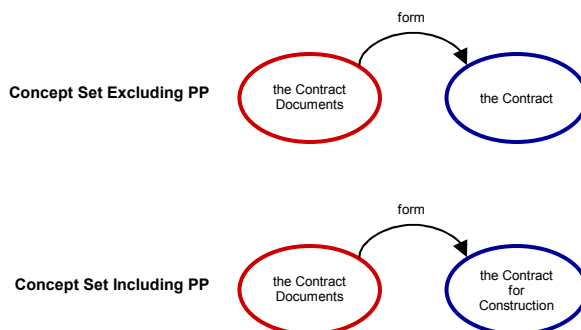 form
Concept Set Excluding PP
the Contract
Documents
the Contract
form
Concept Set Including PP
the Contract
Documents
the Contract
for
Construction